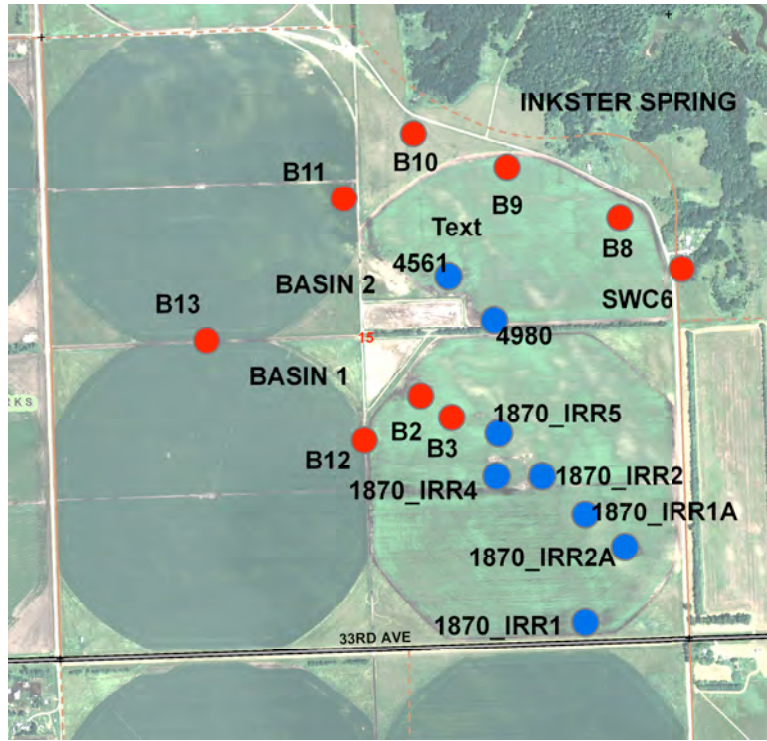 INKSTER SPRING
B10
B11
B9
Text
B8
4561
BASIN 2
SWC6
B13
15
4980
BASIN 1
RKS
B2
1870_IRR5
B3
B12
1870_IRR4
1870_IRR2
1870_IRR1A
1870_IRR2A
1870_IRR1
33RD AVE